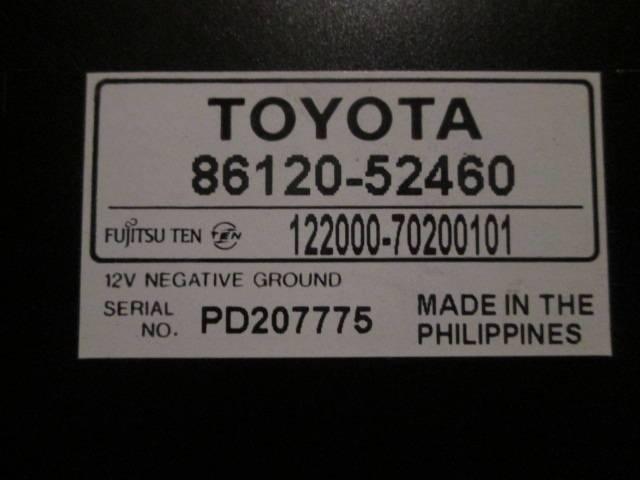 TOYOTA
86120-52460
FUJITSU TEN TEN 122000-70200101
12V NEGATIVE GROUND
SERIAL NO. PD207775
MADE IN THE PHILIPPINES